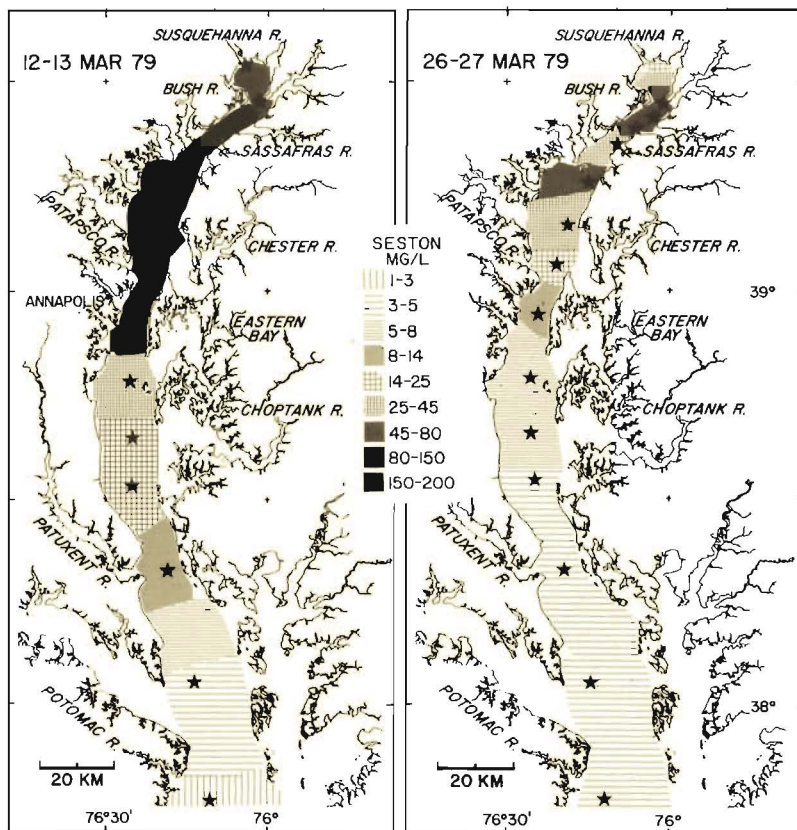 SUSQUEHANNA R.
12-13 MAR 79
BUSH R.
SASSAFRAS R.
PATAPSCO R.
CHESTER R.
ANNAPOLIS
EASTERN
BAY
CHOPTANK R.
PATUXENT R.
POTOMAC R.
20 KM
76°30'
76°
SESTON
MG/L
1-3
3-5
5-8
8-14
14-25
25-45
45-80
80-150
150-200
SUSQUEHANNA R.
26-27 MAR 79
BUSH R.
SASSAFRAS R.
PATAPSCO R.
CHESTER R.
39°
EASTERN
BAY
CHOPTANK R.
PATUXENT R.
POTOMAC R.
38°
20 KM
76°30'
76°